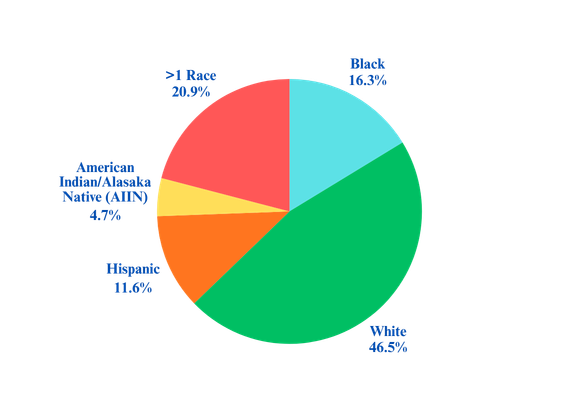 Black
16.3%
>1 Race
20.9%
American
Indian/Alasaka
Native (AIIN)
4.7%
Hispanic
11.6%
White
46.5%